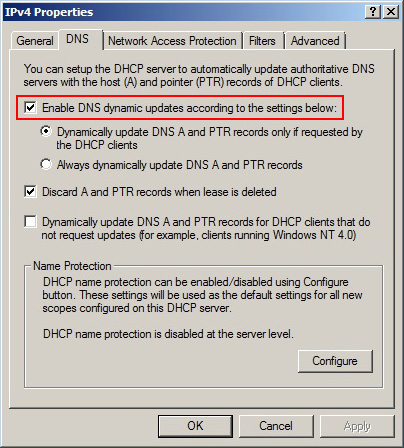 IPv4 Properties
General
DNS
Network Access Protection
Filters
Advanced
You can setup the DHCP server to automatically update authoritative DNS
servers with the host (A) and pointer (PTR) records of DHCP clients.
Enable DNS dynamic updates according to the settings below:
Dynamically update DNS A and PTR records only if requested by
the DHCP clients
Always dynamically update DNS A and PTR records
Discard A and PTR records when lease is deleted
Dynamically update DNS A and PTR records for DHCP clients that do
not request updates (for example, clients running Windows NT 4.0)
Name Protection
DHCP name protection can be enabled/disabled using Configure
button. These settings will be used as the default settings for all new
scopes configured on this DHCP server.
DHCP name protection is disabled at the server level.
Configure
OK
Cancel
Apply